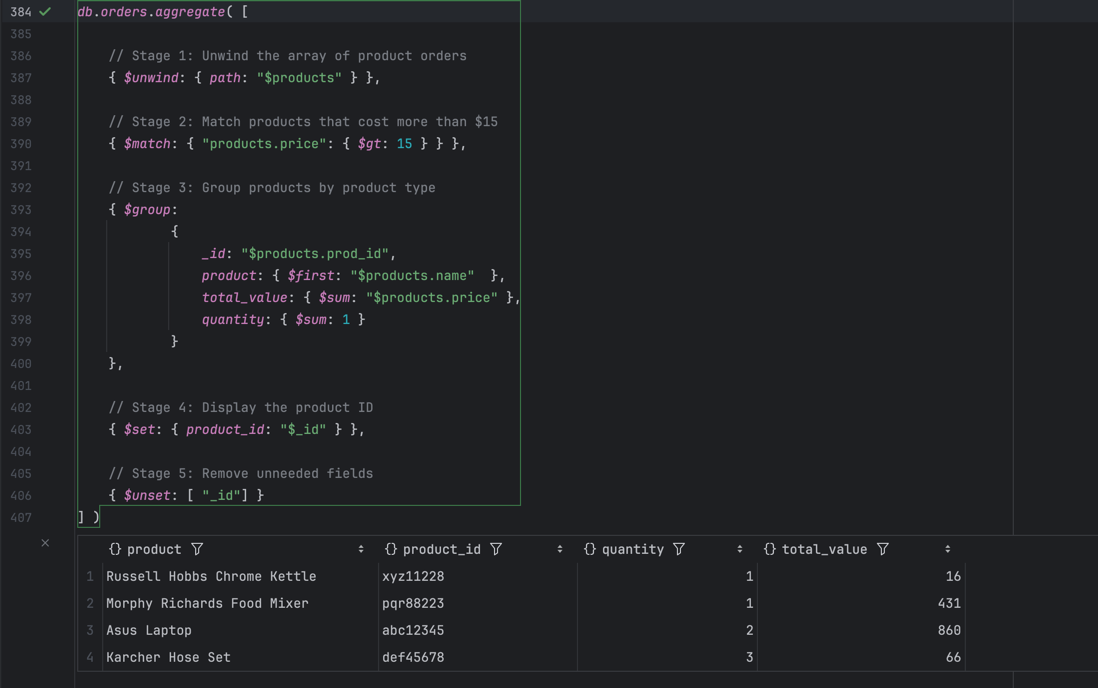 384 db.orders.aggregate( [
385
386 // Stage 1: Unwind the array of product orders
387 { $unwind: { path: "$products" } },
388
389 // Stage 2: Match products that cost more than $15
390 { $match: { "products.price": { $gt: 15 } } },
391
392 // Stage 3: Group products by product type
393 { $group:
394 {
395 _id: "$products.prod_id",
396 product: { $first: "$products.name"  },
397 total_value: { $sum: "$products.price" },
398 quantity: { $sum: 1 }
399 }
400 },
401
402 // Stage 4: Display the product ID
403 { $set: { product_id: "$_id" } },
404
405 // Stage 5: Remove unneeded fields
406 { $unset: [ "_id"] }
407 ] )
{} product {} product_id {} quantity {} total_value
1 Russell Hobbs Chrome Kettle xyz11228 1 16
2 Morphy Richards Food Mixer pqr88223 1 431
3 Asus Laptop abc12345 2 860
4 Karcher Hose Set def45678 3 66